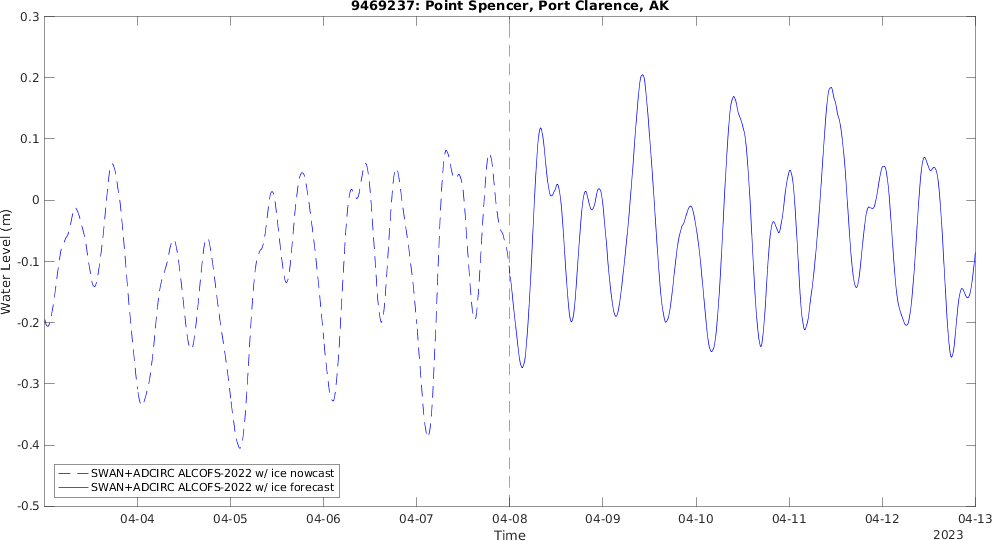 9469237: Point Spencer, Port Clarence, AK
0.3
0.2
0.1
0
-0.1
-0.2
-0.3
-0.4
-0.5
Water Level (m)
SWAN+ADCIRC ALCOFS-2022 w/ ice nowcast
SWAN+ADCIRC ALCOFS-2022 w/ ice forecast
04-04 04-05 04-06 04-07 04-08 04-09 04-10 04-11 04-12 04-13
Time
2023